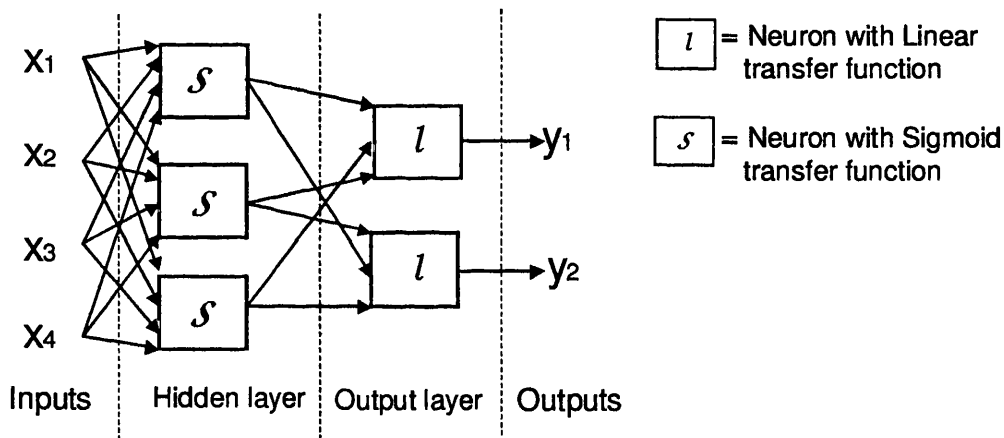 X1
X2
X3
X4
s
s
s
l
l
y1
y2
Inputs
Hidden layer
Output layer
Outputs
l = Neuron with Linear
transfer function
s = Neuron with Sigmoid
transfer function